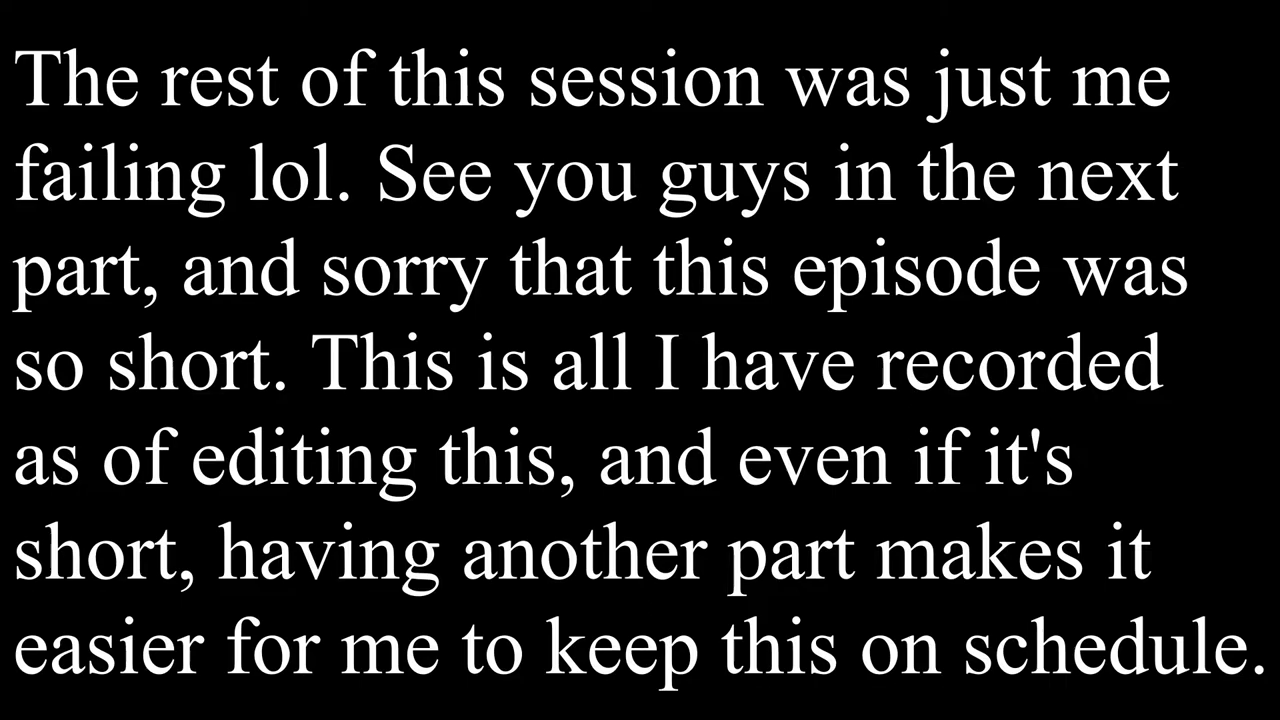 The rest of this session was just me
failing lol. See you guys in the next
part, and sorry that this episode was
so short. This is all I have recorded
as of editing this, and even if it's
short, having another part makes it
easier for me to keep this on schedule.